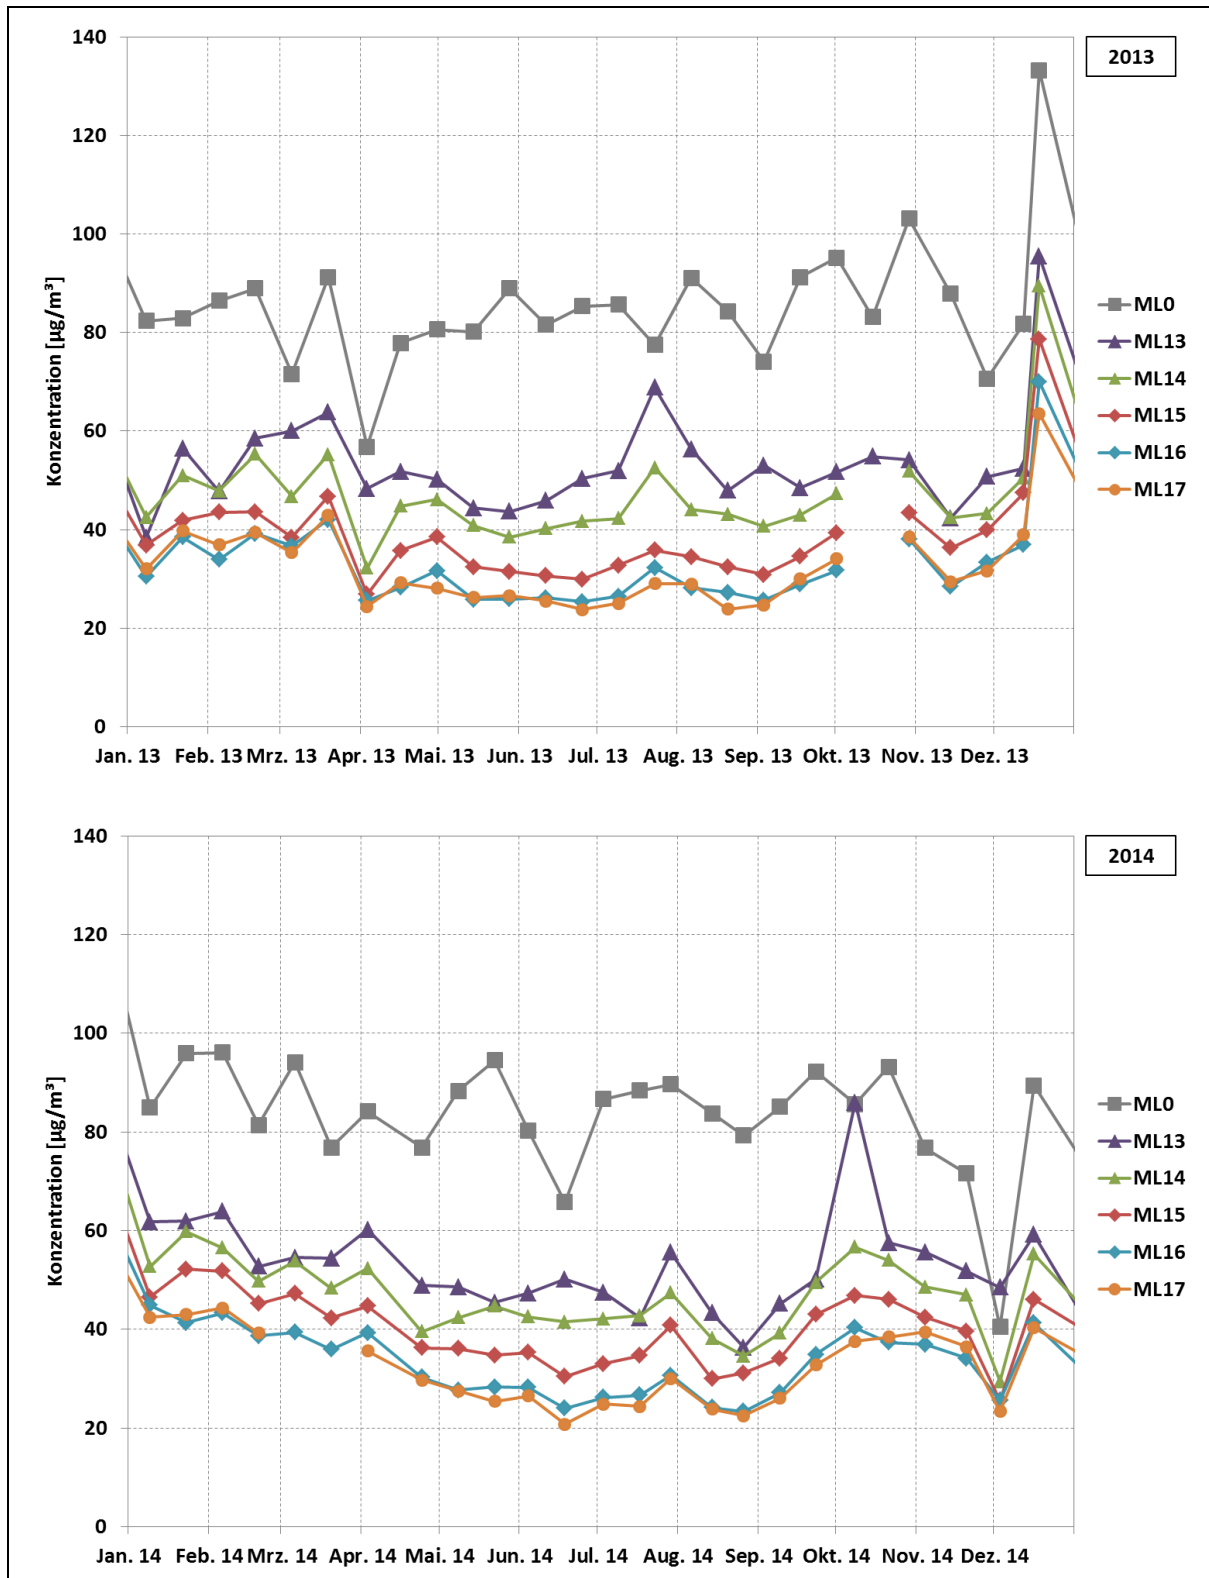 140
2013
120
100
80
60
40
20
0
Konzentration [µg/m³]
ML0
ML13
ML14
ML15
ML16
ML17
Jan. 13 Feb. 13 Mrz. 13 Apr. 13 Mai. 13 Jun. 13 Jul. 13 Aug. 13 Sep. 13 Okt. 13 Nov. 13 Dez. 13
140
2014
120
100
80
60
40
20
0
Konzentration [µg/m³]
ML0
ML13
ML14
ML15
ML16
ML17
Jan. 14 Feb. 14 Mrz. 14 Apr. 14 Mai. 14 Jun. 14 Jul. 14 Aug. 14 Sep. 14 Okt. 14 Nov. 14 Dez. 14